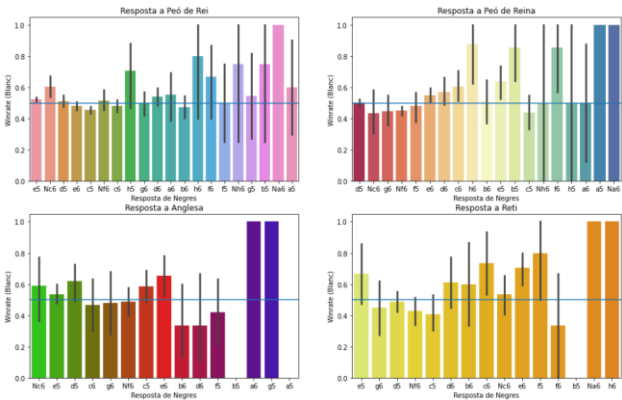 Resposta a Peó de Rei
Winrate (Blanc)
1.0
0.8
0.6
0.4
0.2
0.0
e5 Nc6 d5 e6 c5 Nf6 c6 h5 g6 d6 a6 b6 h6 f6 f5 Nh6 g5 b5 Na6 a5
Resposta de Negres
Resposta a Peó de Reina
Winrate (Blanc)
1.0
0.8
0.6
0.4
0.2
0.0
d5 Nc6 g6 Nf6 f5 e6 d6 c6 h6 b6 e5 b5 c5 Nh6 f6 h5 a6 a5 Na6
Resposta de Negres
Resposta a Anglesa
Winrate (Blanc)
1.0
0.8
0.6
0.4
0.2
0.0
Nc6 e5 d5 c6 g6 Nf6 c5 e6 b6 d6 f5 b5 a6 g5 a5
Resposta de Negres
Resposta a Reti
Winrate (Blanc)
1.0
0.8
0.6
0.4
0.2
0.0
e5 g6 d5 Nf6 c5 d6 b6 c6 Nc6 e6 f5 f6 b5 Na6 h6
Resposta de Negres